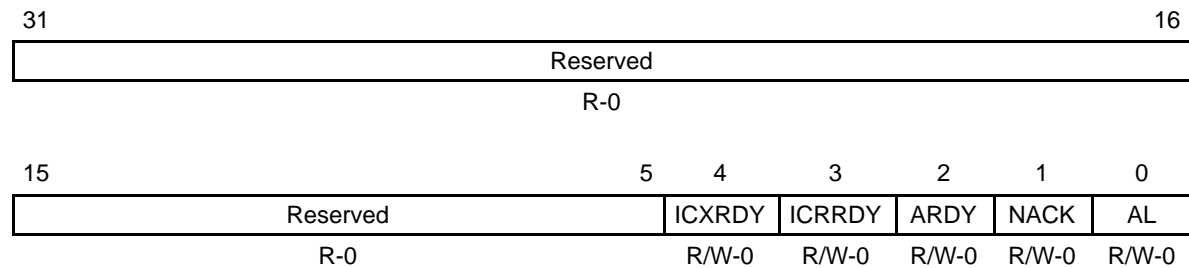 31 16
Reserved
R-0
15 5 4 3 2 1 0
Reserved ICXRDY ICRRDY ARDY NACK AL
R-0 R/W-0 R/W-0 R/W-0 R/W-0 R/W-0